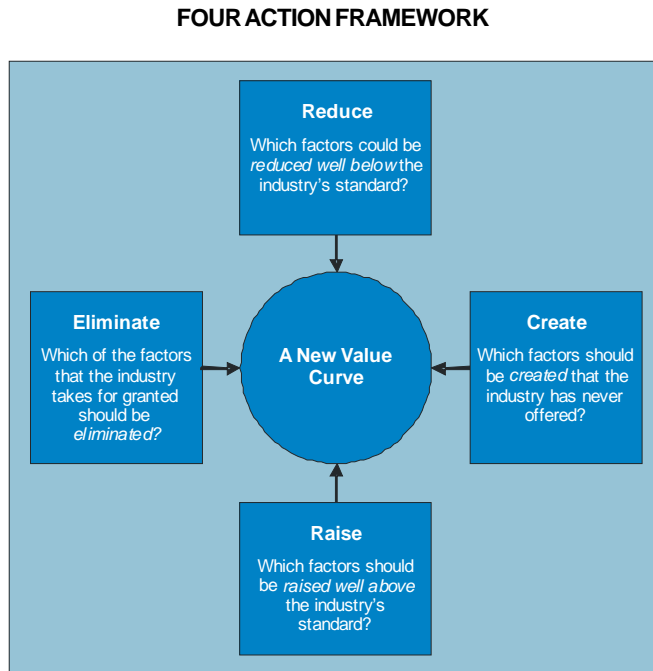 FOUR ACTION FRAMEWORK
Reduce
Which factors could be
reduced well below the
industry's standard?
Eliminate
Which of the factors
that the industry
takes for granted
should be
eliminated?
A New Value
Curve
Create
Which factors should
be created that the
industry has never
offered?
Raise
Which factors should
be raised well above
the industry's
standard?